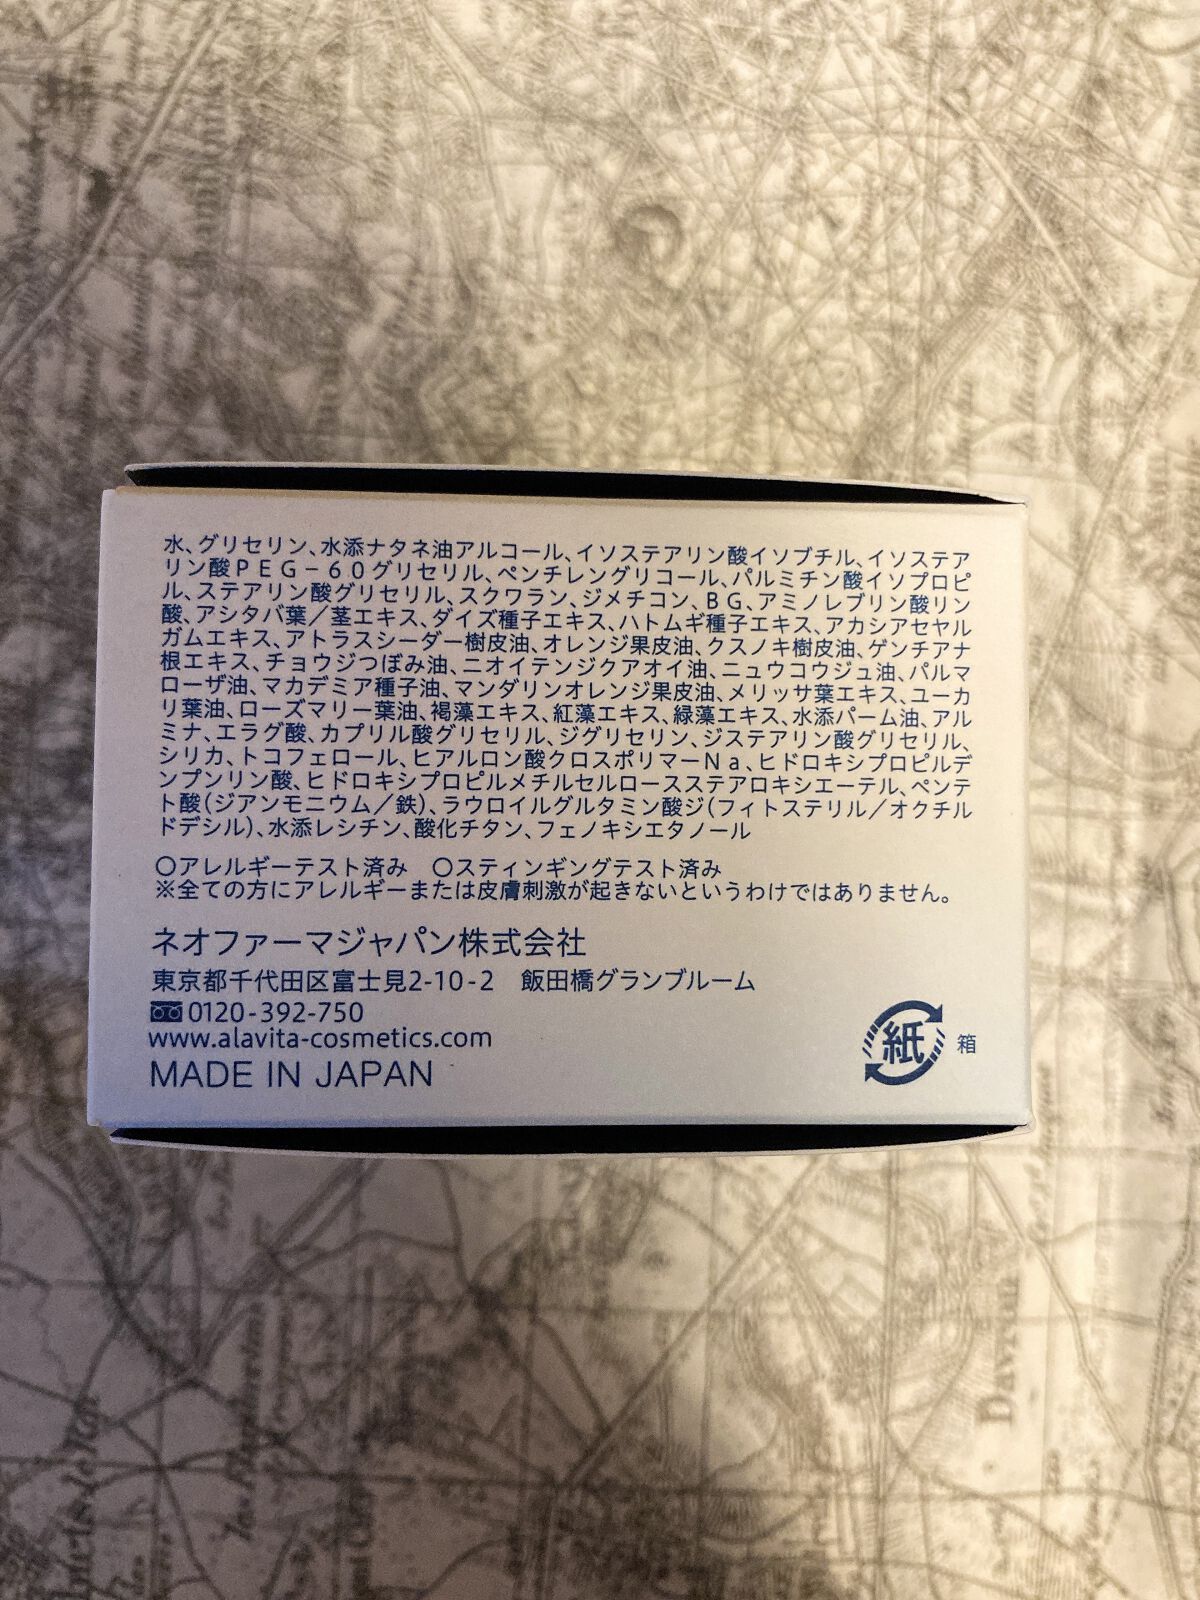 水、グリセリン、水添ナタネ油アルコール、イソステアリン酸イソブチル、イソステア
リン酸ＰＥＧ－６０グリセリル、ペンチレングリコール、パルミチン酸イソプロピ
ル、ステアリン酸グリセリル、スクワラン、ジメチコン、ＢＧ、アミノレブリン酸リン
酸、アシタバ葉／茎エキス、ダイズ種子エキス、ハトムギ種子エキス、アカシアセヤル
ガムエキス、アトラスシーダー樹皮油、オレンジ果皮油、クスノキ樹皮油、ゲンチアナ
根エキス、チョウジつぼみ油、ニオイテンジクアオイ油、ニュウコウジュ油、パルマ
ローザ油、マカデミア種子油、マンダリンオレンジ果皮油、メリッサ葉エキス、ユーカ
リ葉油、ローズマリー葉油、褐藻エキス、紅藻エキス、緑藻エキス、水添パーム油、アル
ミナ、エラグ酸、カプリル酸グリセリル、ジグリセリン、ジステアリン酸グリセリル、
シリカ、トコフェロール、ヒアルロン酸クロスポリマーＮａ、ヒドロキシプロピルデ
ンプンリン酸、ヒドロキシプロピルメチルセルロースステアロキシエーテル、ペンテ
ト酸(ジアンモニウム／鉄)、ラウロイルグルタミン酸ジ(フィトステリル／オクチル
ドデシル)、水添レシチン、酸化チタン、フェノキシエタノール
○アレルギーテスト済み　○スティンギングテスト済み
※全ての方にアレルギーまたは皮膚刺激が起きないというわけではありません。
ネオファーマジャパン株式会社
東京都千代田区富士見2-10-2　飯田橋グランブルーム
0120-392-750
www.alavita-cosmetics.com
MADE IN JAPAN
紙 箱
Davron